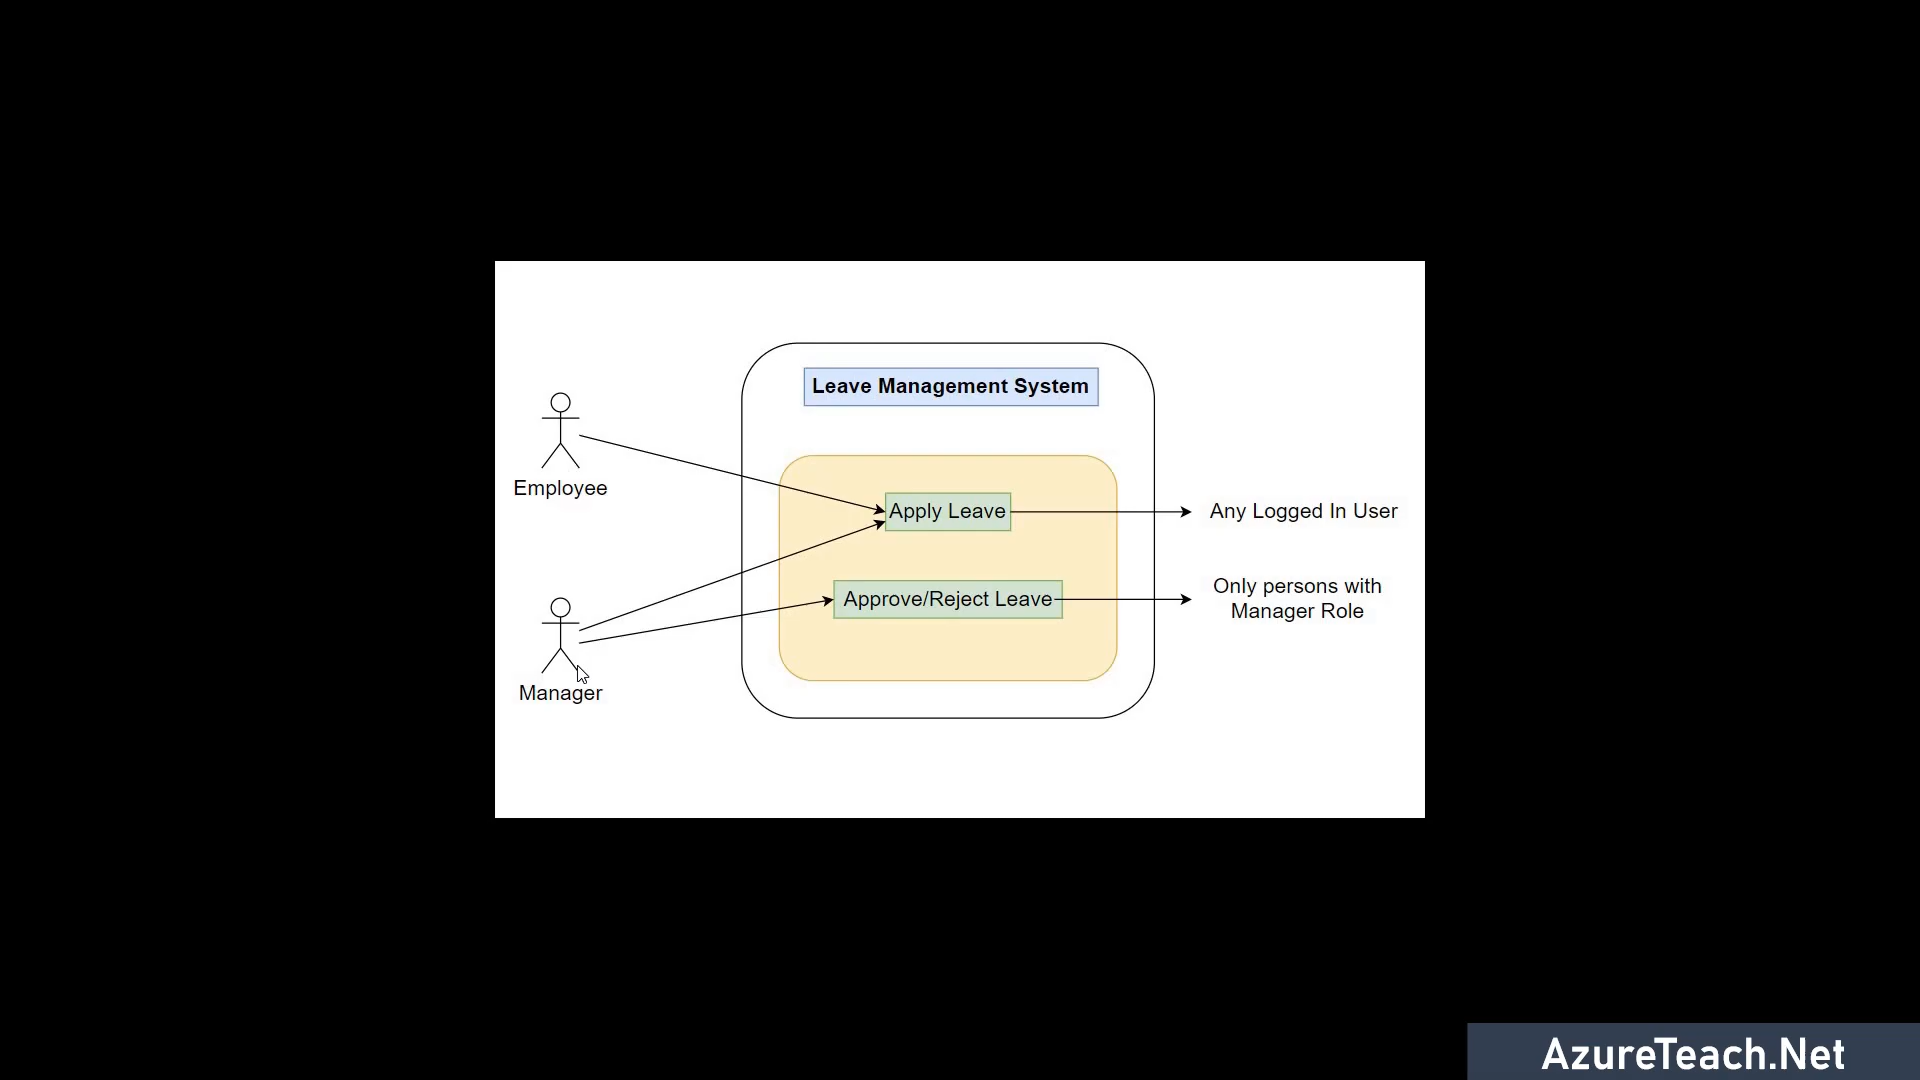 Leave Management System
Employee
Apply Leave
Any Logged In User
Approve/Reject Leave
Only persons with
Manager Role
Manager
AzureTeach.Net